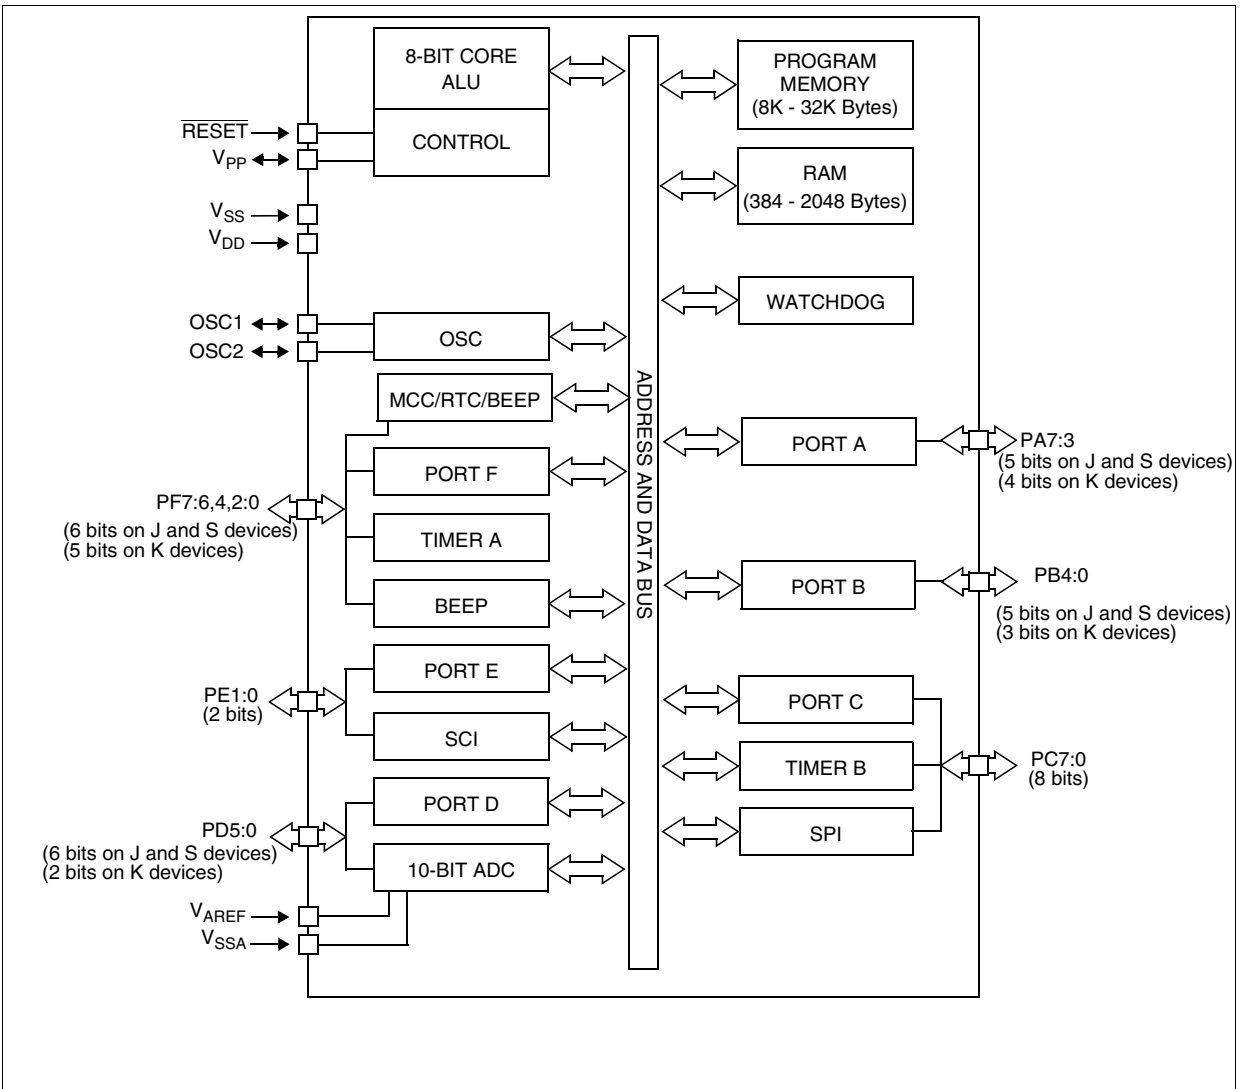 8-BIT CORE
ALU
CONTROL
RESET
VPP
VSS
VDD
OSC1
OSC2
OSC
MCC/RTC/BEEP
PORT F
TIMER A
BEEP
PF7:6,4,2:0
(6 bits on J and S devices)
(5 bits on K devices)
PORT E
SCI
PE1:0
(2 bits)
PORT D
10-BIT ADC
PD5:0
(6 bits on J and S devices)
(2 bits on K devices)
VAREF
VSSA
ADDRESS AND DATA BUS
PROGRAM
MEMORY
(8K - 32K Bytes)
RAM
(384 - 2048 Bytes)
WATCHDOG
PORT A
PA7:3
(5 bits on J and S devices)
(4 bits on K devices)
PORT B
PB4:0
(5 bits on J and S devices)
(3 bits on K devices)
PORT C
TIMER B
SPI
PC7:0
(8 bits)